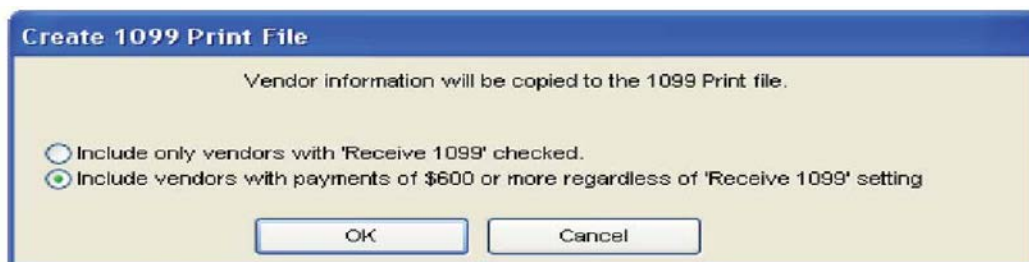 Create 1099 Print File
Vendor information will be copied to the 1099 Print file.
Include only vendors with 'Receive 1099' checked.
Include vendors with payments of $600 or more regardless of 'Receive 1099' setting
OK Cancel